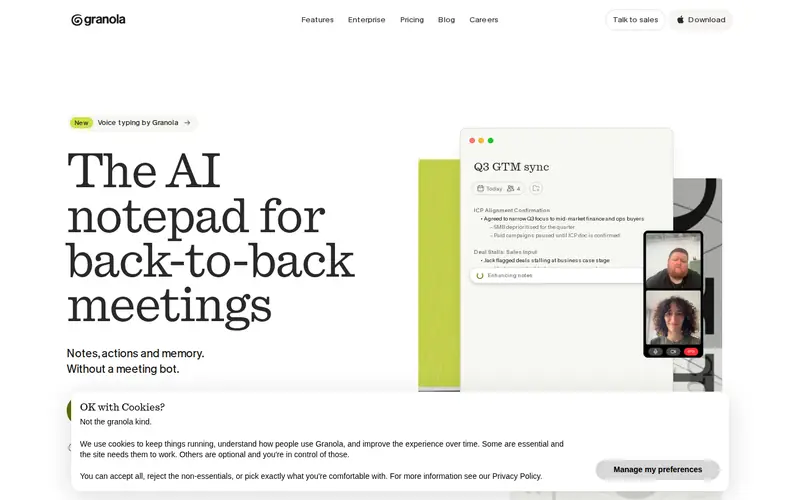 granola
Features
Enterprise
Pricing
Blog
Careers
Talk to sales
Download
New
Voice typing by Granola →
The AI
notepad for
back-to-back
meetings
Notes, actions and memory.
Without a meeting bot.
Q3 GTM sync
Today
4
ICP Alignment Confirmation
• Agreed to narrow Q3 focus to mid-market finance and ops buyers
– SMB deprioritised for the quarter
– Paid campaigns paused until ICP doc is confirmed
Deal Stalls: Sales Input
• Jack flagged deals stalling at business case stage
Enhancing notes
OK with Cookies?
Not the granola kind.
We use cookies to keep things running, understand how people use Granola, and improve the experience over time. Some are essential and
the site needs them to work. Others are optional and you're in control of those.
You can accept all, reject the non-essentials, or pick exactly what you're comfortable with. For more information see our Privacy Policy.
Manage my preferences